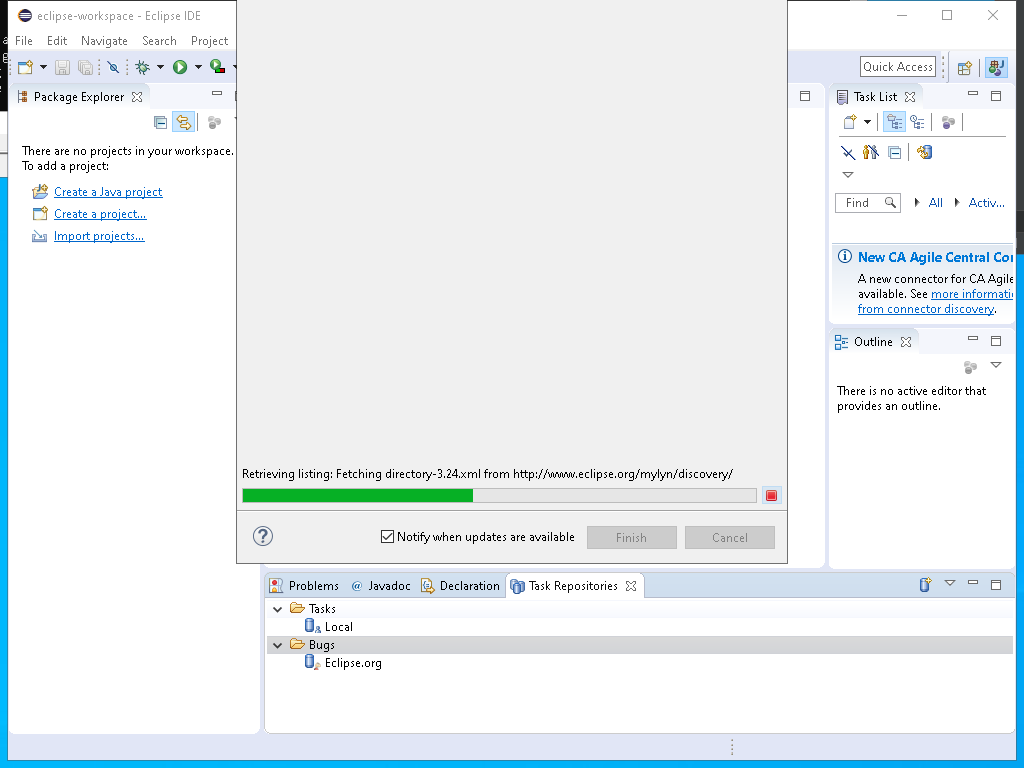 eclipse-workspace - Eclipse IDE
File Edit Navigate Search Project
Quick Access
Package Explorer
There are no projects in your workspace.
To add a project:
Create a Java project
Create a project...
Import projects...
Retrieving listing: Fetching directory-3.24.xml from http://www.eclipse.org/mylyn/discovery/
?
Notify when updates are available
Finish
Cancel
Task List
Find
All
Activ...
New CA Agile Central Co
A new connector for CA Agile
available. See more informati
from connector discovery.
Outline
There is no active editor that
provides an outline.
Problems @ Javadoc Declaration Task Repositories
Tasks
Local
Bugs
Eclipse.org